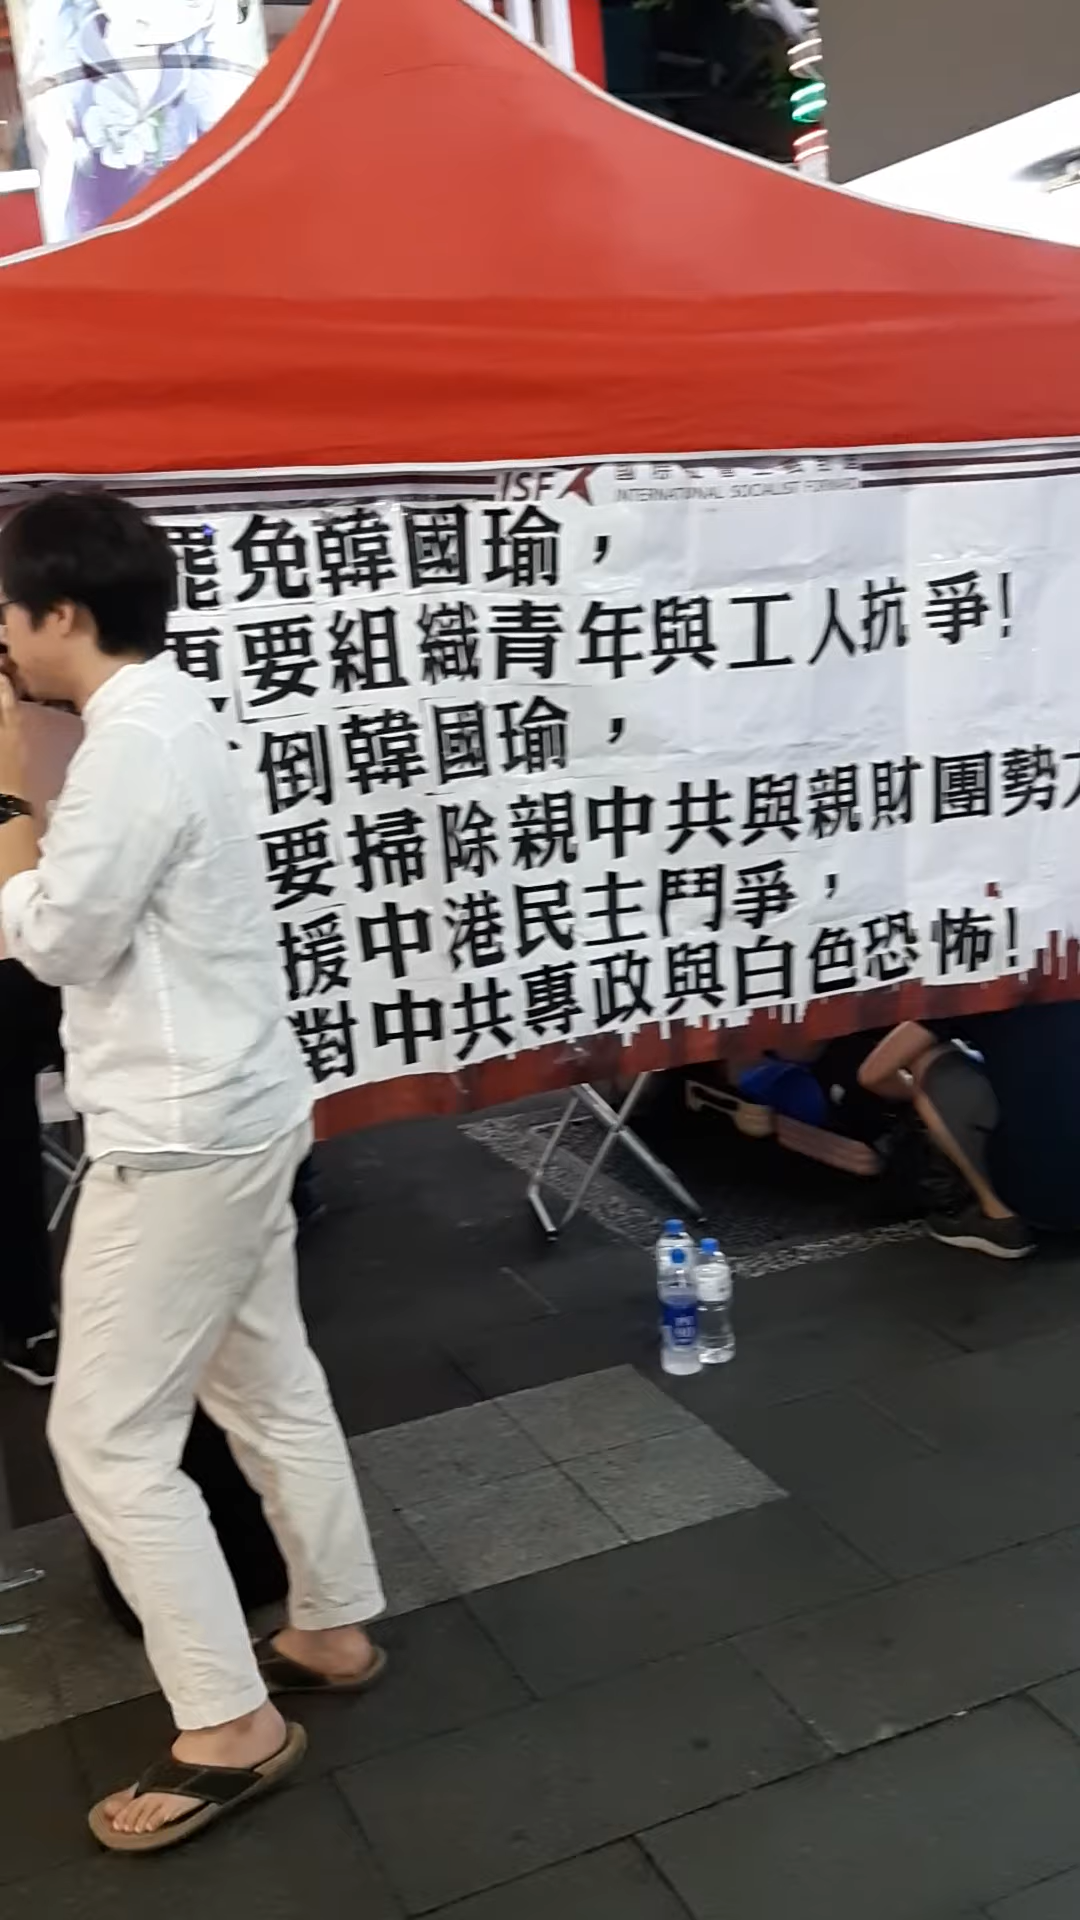 ISF
INTERNATIONAL SOCIALIST FORWARD
罷免韓國瑜，
更要組織青年與工人抗爭！
倒韓國瑜，
要掃除親中共與親財團勢力
援中港民主鬥爭，
對中共專政與白色恐怖！